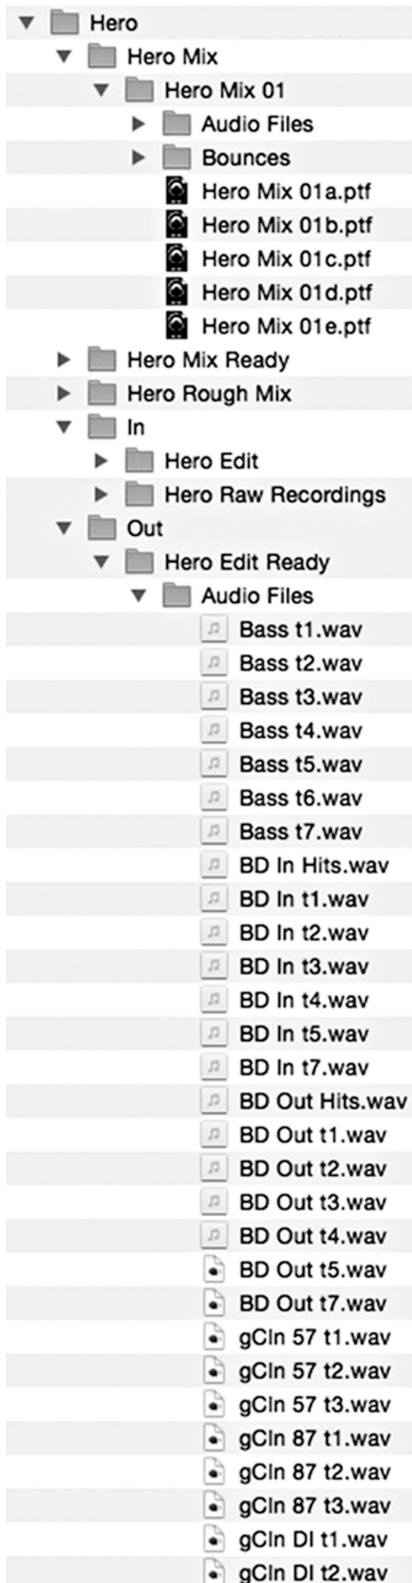 Hero
Hero Mix
Hero Mix 01
Audio Files
Bounces
Hero Mix 01a.ptf
Hero Mix 01b.ptf
Hero Mix 01c.ptf
Hero Mix 01d.ptf
Hero Mix 01e.ptf
Hero Mix Ready
Hero Rough Mix
In
Hero Edit
Hero Raw Recordings
Out
Hero Edit Ready
Audio Files
Bass t1.wav
Bass t2.wav
Bass t3.wav
Bass t4.wav
Bass t5.wav
Bass t6.wav
Bass t7.wav
BD In Hits.wav
BD In t1.wav
BD In t2.wav
BD In t3.wav
BD In t4.wav
BD In t5.wav
BD In t7.wav
BD Out Hits.wav
BD Out t1.wav
BD Out t2.wav
BD Out t3.wav
BD Out t4.wav
BD Out t5.wav
BD Out t7.wav
gCln 57 t1.wav
gCln 57 t2.wav
gCln 57 t3.wav
gCln 87 t1.wav
gCln 87 t2.wav
gCln 87 t3.wav
gCln DI t1.wav
gCln DI t2.wav